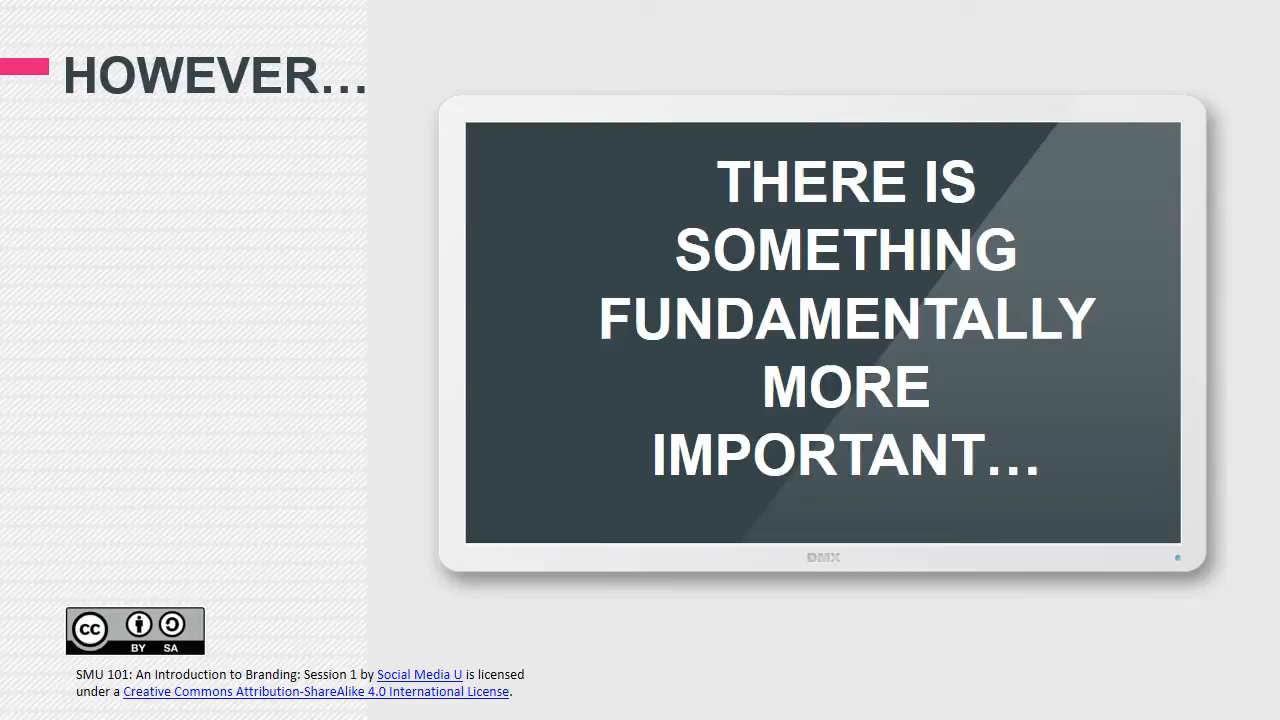 HOWEVER…
THERE IS
SOMETHING
FUNDAMENTALLY
MORE
IMPORTANT…
DMX
cc
BY SA
SMU 101: An Introduction to Branding: Session 1 by Social Media U is licensed
under a Creative Commons Attribution-ShareAlike 4.0 International License.